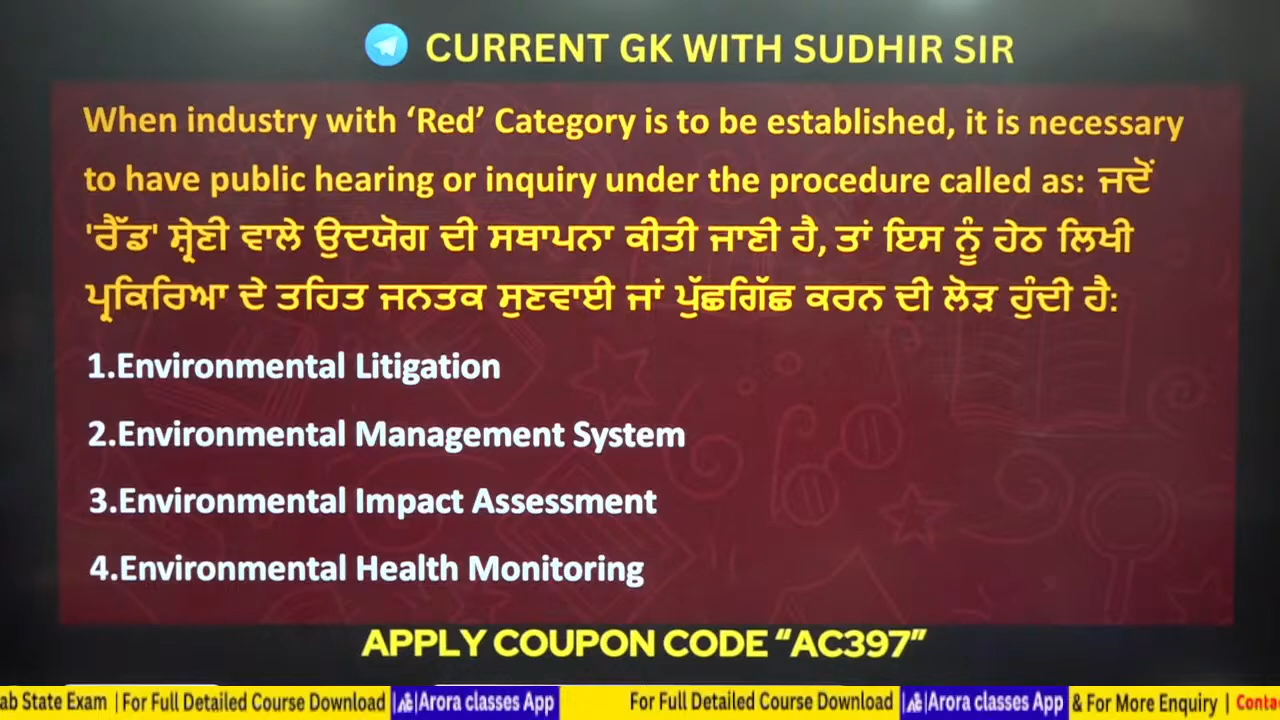 CURRENT GK WITH SUDHIR SIR
When industry with ‘Red’ Category is to be established, it is necessary
to have public hearing or inquiry under the procedure called as: ਜਦੋਂ
'ਰੈੱਡ' ਸ਼੍ਰੇਣੀ ਵਾਲੇ ਉਦਯੋਗ ਦੀ ਸਥਾਪਨਾ ਕੀਤੀ ਜਾਣੀ ਹੈ, ਤਾਂ ਇਸ ਨੂੰ ਹੇਠ ਲਿਖੀ
ਪ੍ਰਕਿਰਿਆ ਦੇ ਤਹਿਤ ਜਨਤਕ ਸੁਣਵਾਈ ਜਾਂ ਪੁੱਛਗਿੱਛ ਕਰਨ ਦੀ ਲੋੜ ਹੁੰਦੀ ਹੈ:
1.Environmental Litigation
2.Environmental Management System
3.Environmental Impact Assessment
4.Environmental Health Monitoring
APPLY COUPON CODE “AC397”
ab State Exam | For Full Detailed Course Download |Arora classes App For Full Detailed Course Download |Arora classes App & For More Enquiry | Conta